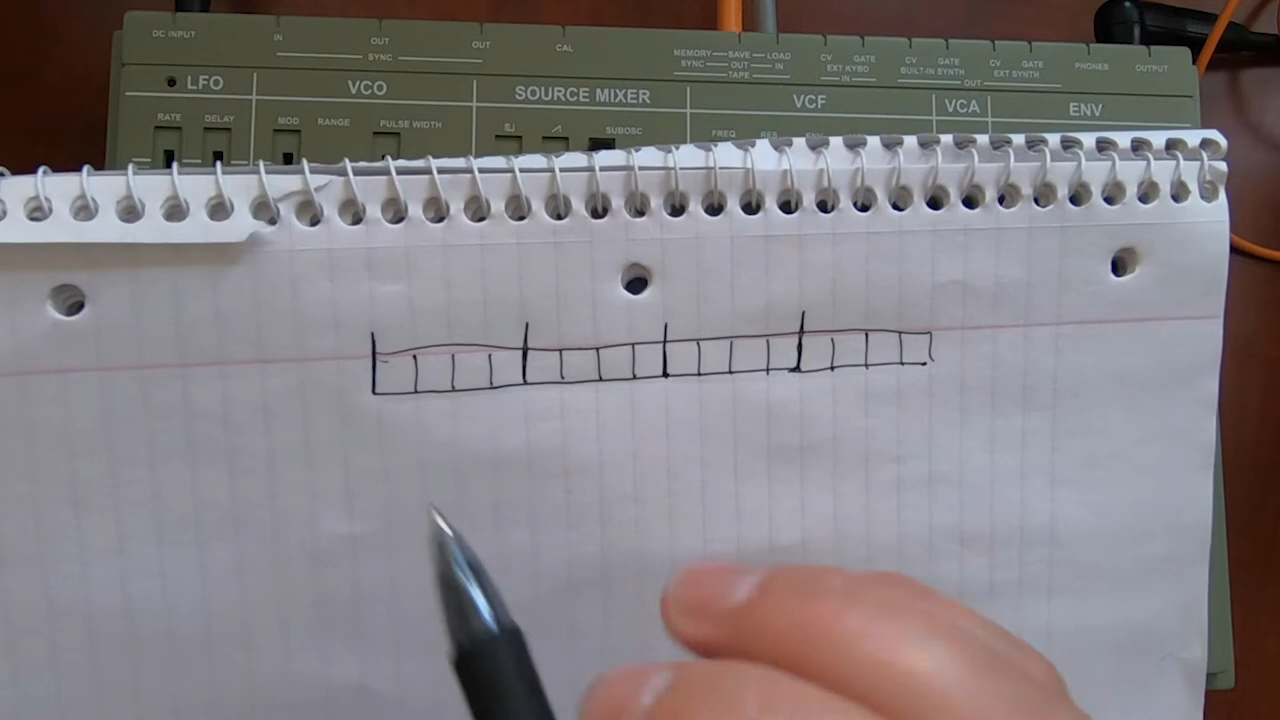 DC INPUT IN OUT OUT CAL MEMORY SAVE LOAD CV GATE CV GATE CV GATE PHONES OUTPUT
SYNC SYNC OUT IN EXT KYBD BUILT-IN SYNTH EXT SYNTH
TAPE IN OUT
LFO VCO SOURCE MIXER VCF VCA ENV
RATE DELAY MOD RANGE PULSE WIDTH SUBOSC FREQ RES ENV